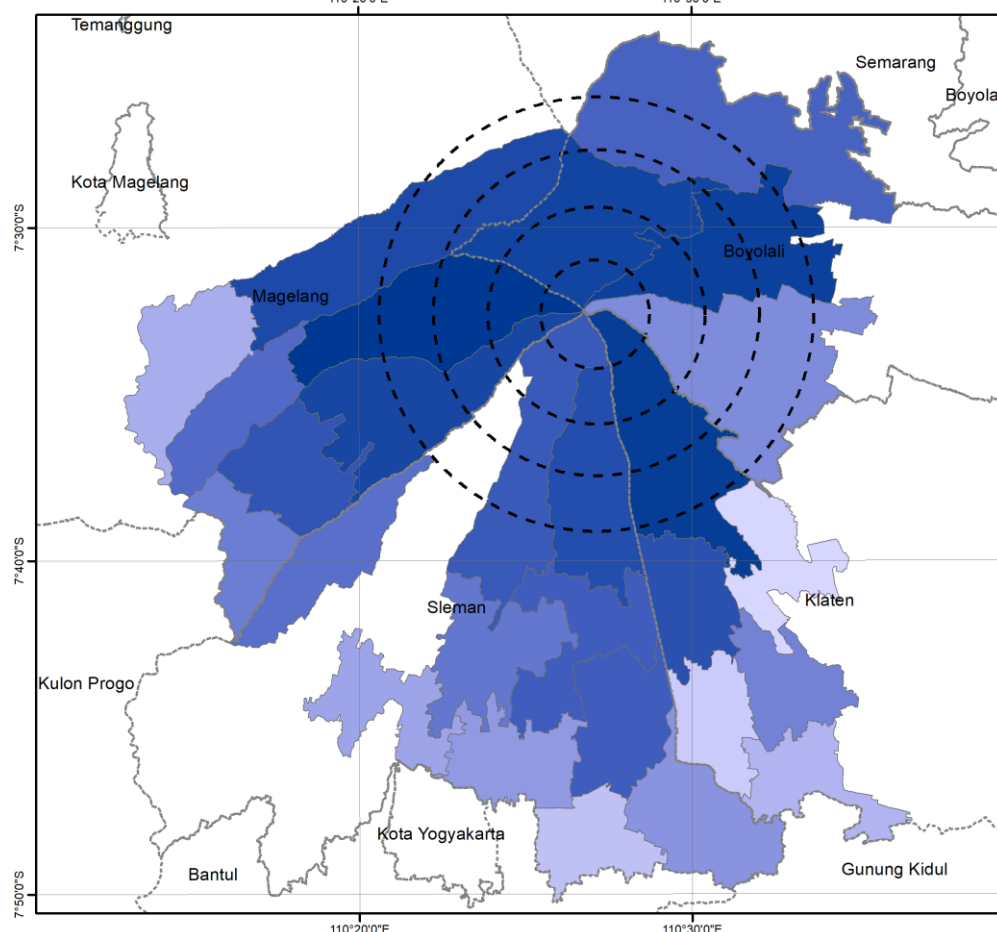 Temanggung
Semarang
Kota Magelang
7°30'0"S
Boyolali
Magelang
7°40'0"S
Sleman
Klaten
Kulon Progo
Kota Yogyakarta
Bantul
Gunung Kidul
7°50'0"S
110°20'0"E
110°30'0"E